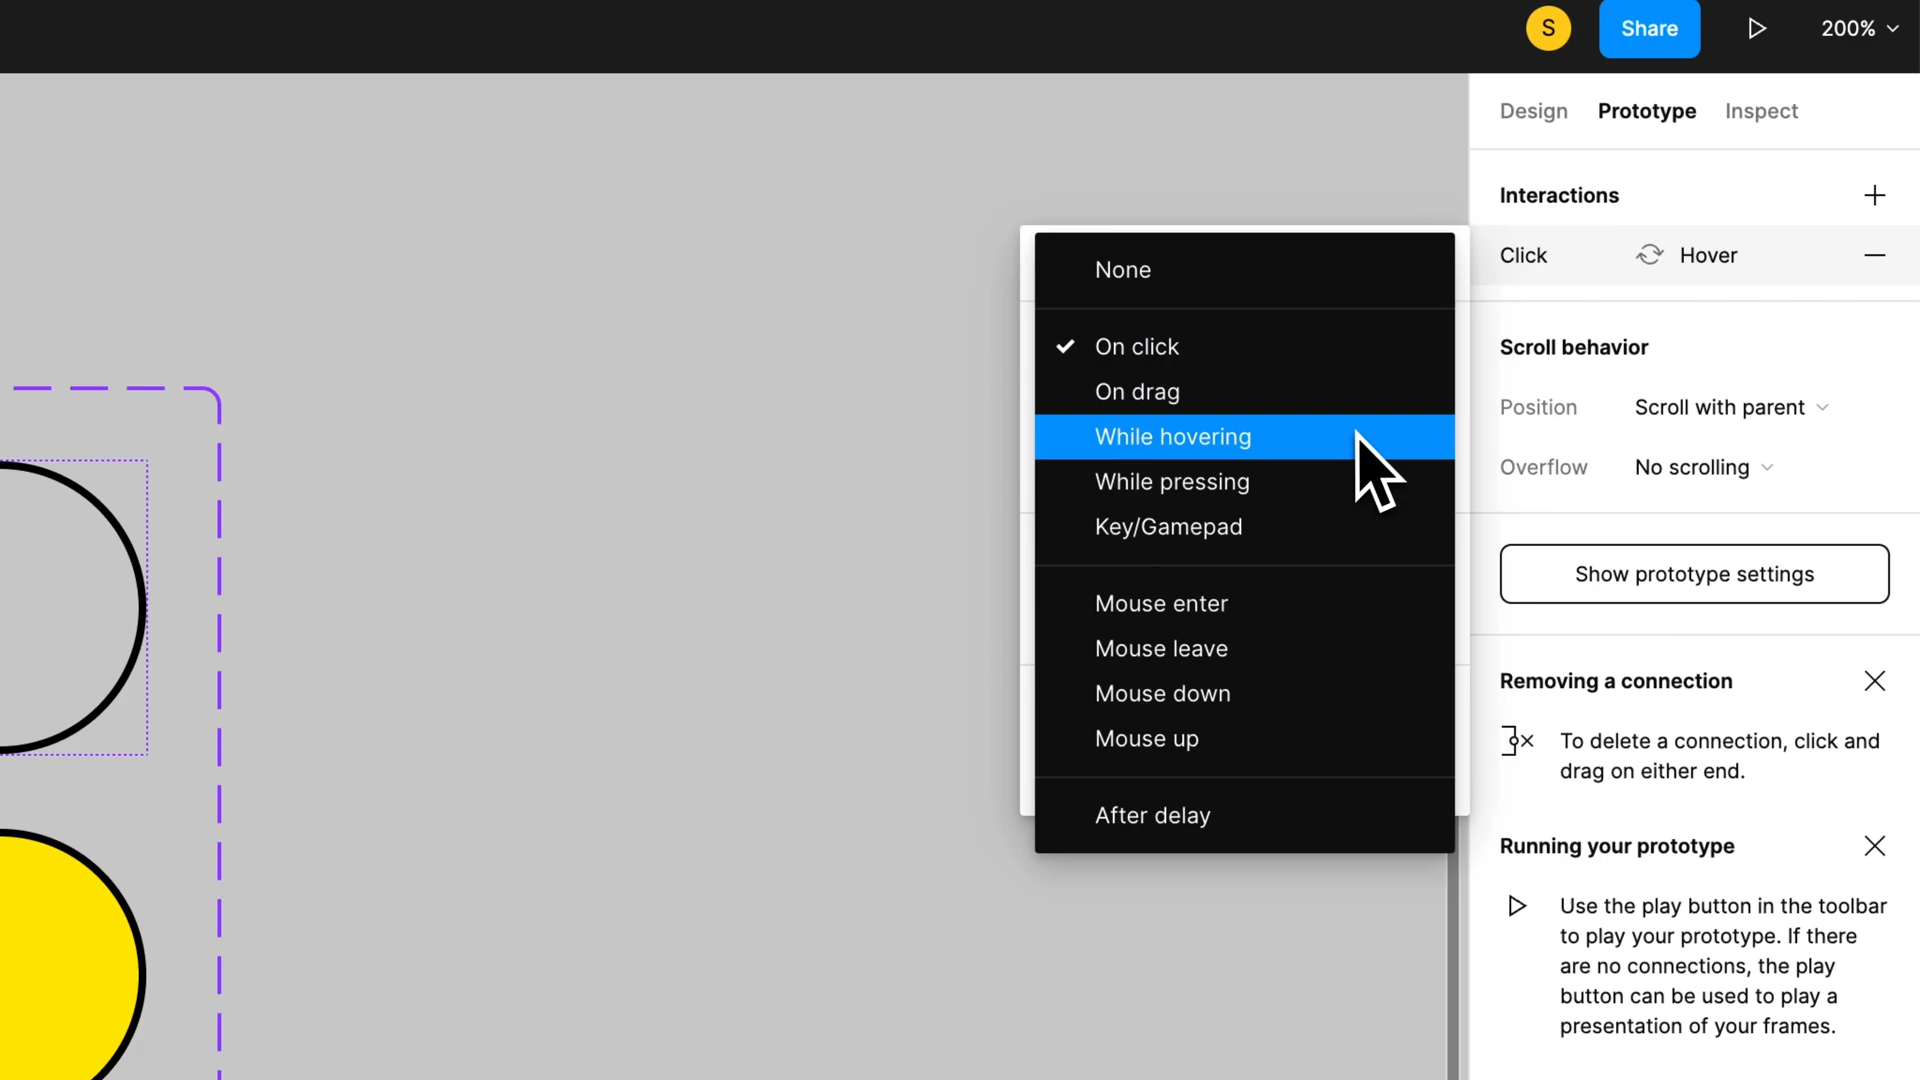 S
Share
200%
Design
Prototype
Inspect
Interactions
Click
Hover
None
On click
On drag
While hovering
While pressing
Key/Gamepad
Mouse enter
Mouse leave
Mouse down
Mouse up
After delay
Scroll behavior
Position
Scroll with parent
Overflow
No scrolling
Show prototype settings
Removing a connection
To delete a connection, click and
drag on either end.
Running your prototype
Use the play button in the toolbar
to play your prototype. If there
are no connections, the play
button can be used to play a
presentation of your frames.